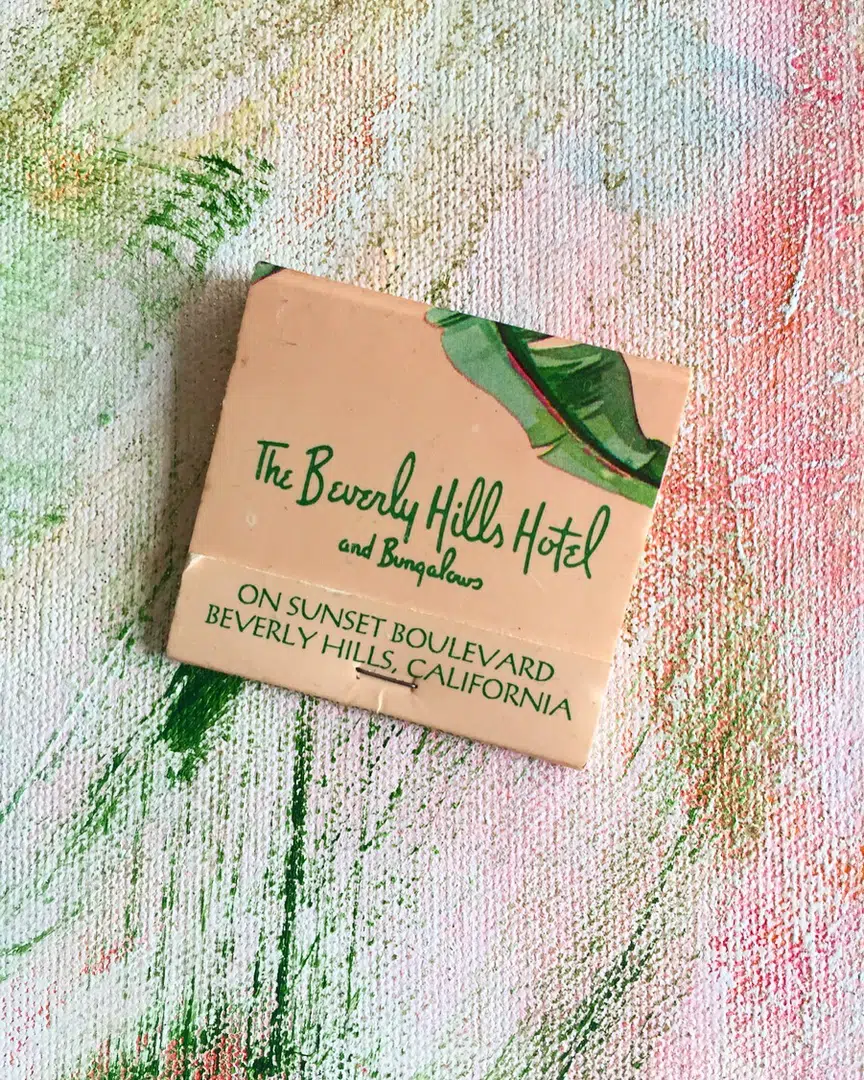 The Beverly Hills Hotel
and Bungalows
ON SUNSET BOULEVARD
BEVERLY HILLS, CALIFORNIA